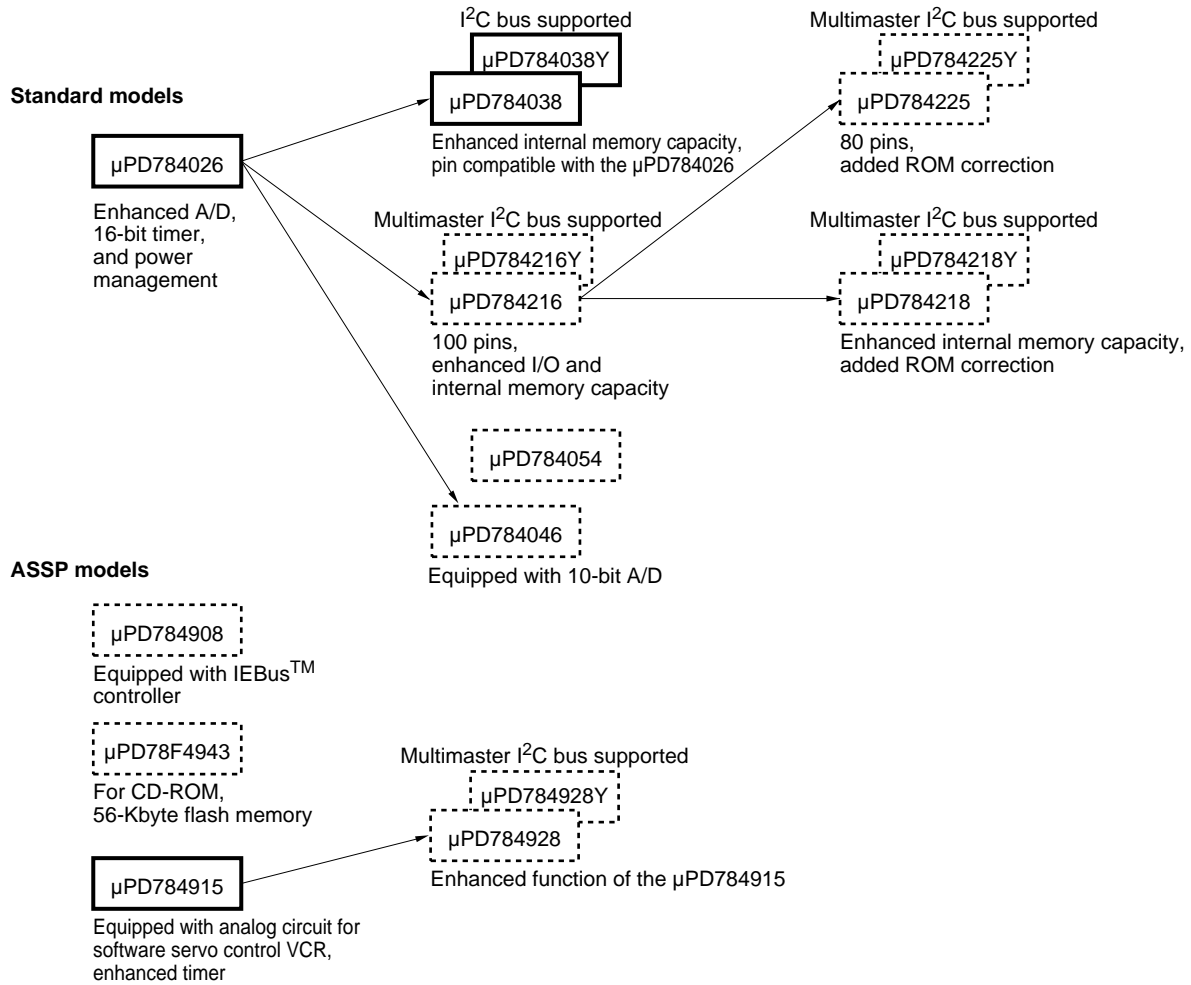 Standard models
µPD784026
Enhanced A/D,
16-bit timer,
and power
management
I²C bus supported
µPD784038Y
µPD784038
Enhanced internal memory capacity,
pin compatible with the µPD784026
Multimaster I²C bus supported
µPD784225Y
µPD784225
80 pins,
added ROM correction
Multimaster I²C bus supported
µPD784216Y
µPD784216
100 pins,
enhanced I/O and
internal memory capacity
Multimaster I²C bus supported
µPD784218Y
µPD784218
Enhanced internal memory capacity,
added ROM correction
µPD784054
µPD784046
Equipped with 10-bit A/D
ASSP models
µPD784908
Equipped with IEBus™
controller
µPD78F4943
For CD-ROM,
56-Kbyte flash memory
Multimaster I²C bus supported
µPD784928Y
µPD784928
Enhanced function of the µPD784915
µPD784915
Equipped with analog circuit for
software servo control VCR,
enhanced timer